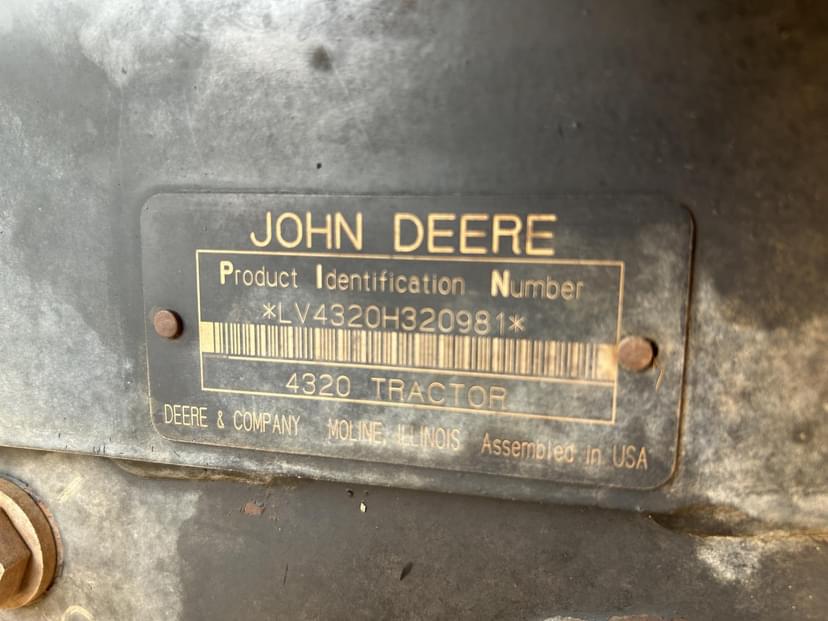 JOHN DEERE
Product Identification Number
*LV4320H320981*
4320 TRACTOR
DEERE & COMPANY MOLINE, ILLINOIS Assembled in USA